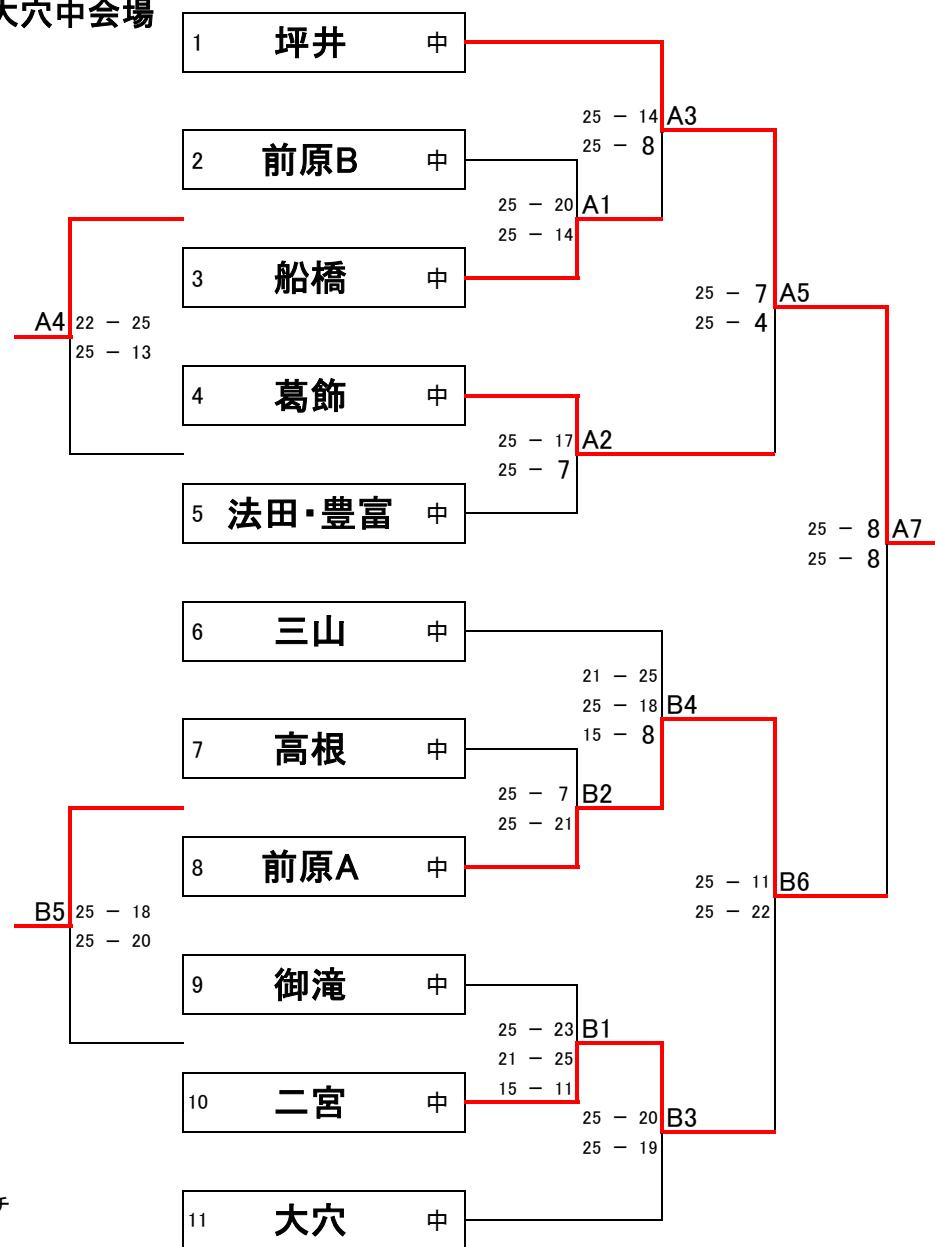 大穴中会場
1 坪井 中
25 － 14 A3
25 － 8
2 前原B 中
25 － 20 A1
25 － 14
3 船橋 中
A4 22 － 25
25 － 13
25 － 7 A5
25 － 4
4 葛飾 中
25 － 17 A2
25 － 7
5 法田・豊富 中
25 － 8 A7
25 － 8
6 三山 中
21 － 25
25 － 18 B4
15 － 8
7 高根 中
25 － 7 B2
25 － 21
8 前原A 中
B5 25 － 18
25 － 20
25 － 11 B6
25 － 22
9 御滝 中
25 － 23 B1
21 － 25
15 － 11
10 二宮 中
25 － 20 B3
25 － 19
チ
11 大穴 中